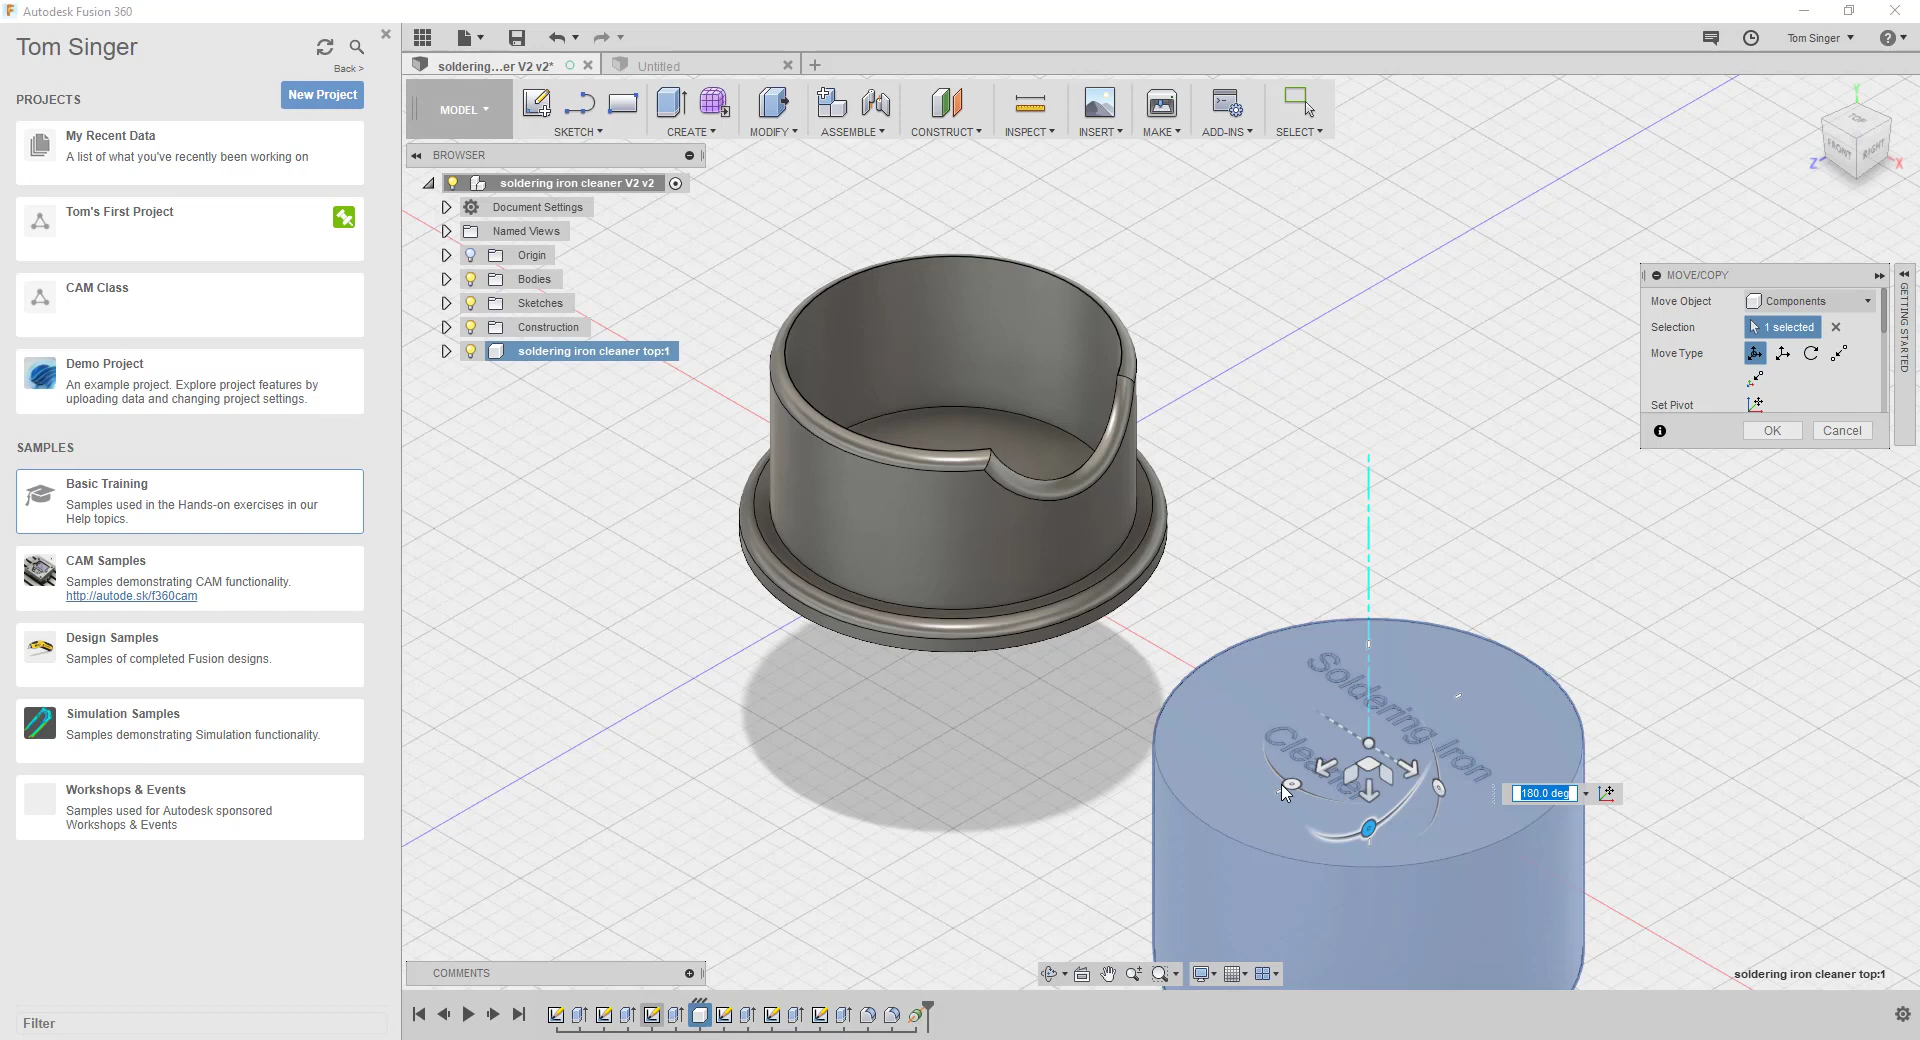 Autodesk Fusion 360
Tom Singer
Back >
PROJECTS
New Project
My Recent Data
A list of what you've recently been working on
Tom's First Project
CAM Class
Demo Project
An example project. Explore project features by
uploading data and changing project settings.
SAMPLES
Basic Training
Samples used in the Hands-on exercises in our
Help topics.
CAM Samples
Samples demonstrating CAM functionality.
http://autode.sk/f360cam
Design Samples
Samples of completed Fusion designs.
Simulation Samples
Samples demonstrating Simulation functionality.
Workshops & Events
Samples used for Autodesk sponsored
Workshops & Events
Filter
Tom Singer
soldering...er V2 v2*
Untitled
MODEL
SKETCH
CREATE
MODIFY
ASSEMBLE
CONSTRUCT
INSPECT
INSERT
MAKE
ADD-INS
SELECT
BROWSER
soldering iron cleaner V2 v2
Document Settings
Named Views
Origin
Bodies
Sketches
Construction
soldering iron cleaner top:1
Y
TOP
FRONT
RIGHT
Z
X
MOVE/COPY
Move Object
Components
Selection
1 selected
Move Type
Set Pivot
OK
Cancel
GETTING STARTED
Soldering Iron
Cleaner
180.0 deg
COMMENTS
soldering iron cleaner top:1